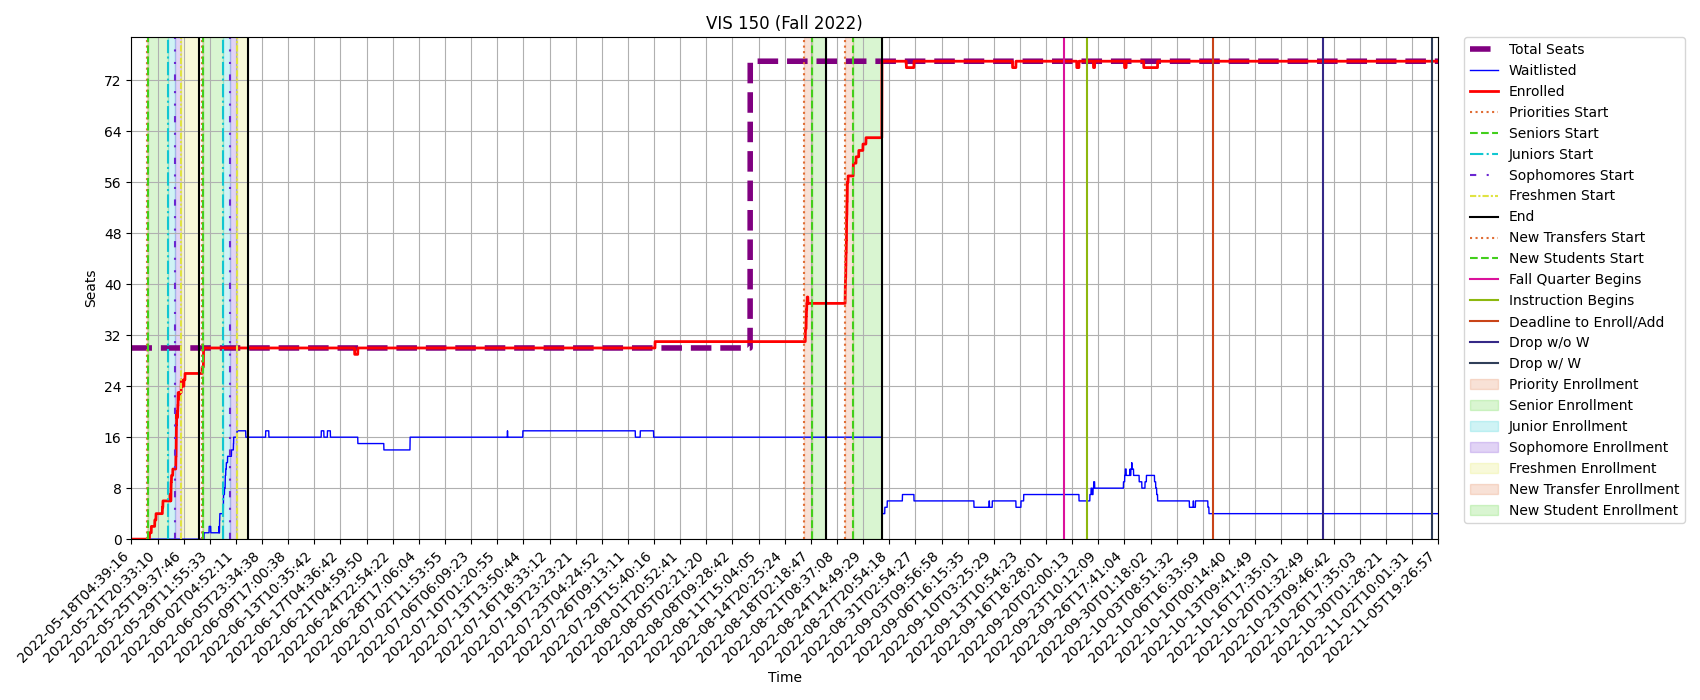 VIS 150 (Fall 2022)
Seats
72
64
56
48
40
32
24
16
8
0
2022-05-18T04:39:16
2022-05-21T20:33:10
2022-05-25T19:37:46
2022-05-29T11:55:33
2022-06-02T04:52:11
2022-06-05T23:34:38
2022-06-09T17:00:38
2022-06-13T10:35:42
2022-06-17T04:36:42
2022-06-21T04:59:50
2022-06-24T22:54:22
2022-06-28T17:06:04
2022-07-02T11:53:55
2022-07-06T06:09:23
2022-07-10T01:20:55
2022-07-13T13:50:44
2022-07-16T18:33:12
2022-07-19T23:23:21
2022-07-23T04:24:52
2022-07-26T09:13:11
2022-07-29T15:40:16
2022-08-01T20:52:41
2022-08-05T02:21:20
2022-08-08T09:28:42
2022-08-11T15:04:05
2022-08-14T20:25:24
2022-08-18T02:18:47
2022-08-21T08:37:08
2022-08-24T14:49:29
2022-08-27T20:54:18
2022-08-31T02:54:27
2022-09-03T09:56:58
2022-09-06T16:15:35
2022-09-10T03:25:29
2022-09-13T10:54:23
2022-09-16T18:28:01
2022-09-20T02:00:13
2022-09-23T10:12:09
2022-09-26T17:41:04
2022-09-30T01:18:02
2022-10-03T08:51:32
2022-10-06T16:33:59
2022-10-10T00:14:40
2022-10-13T09:41:49
2022-10-16T17:35:01
2022-10-20T01:32:49
2022-10-23T09:46:42
2022-10-26T17:35:03
2022-10-30T01:28:21
2022-11-02T10:01:31
2022-11-05T19:26:57
Time
Total Seats
Waitlisted
Enrolled
Priorities Start
Seniors Start
Juniors Start
Sophomores Start
Freshmen Start
End
New Transfers Start
New Students Start
Fall Quarter Begins
Instruction Begins
Deadline to Enroll/Add
Drop w/o W
Drop w/ W
Priority Enrollment
Senior Enrollment
Junior Enrollment
Sophomore Enrollment
Freshmen Enrollment
New Transfer Enrollment
New Student Enrollment